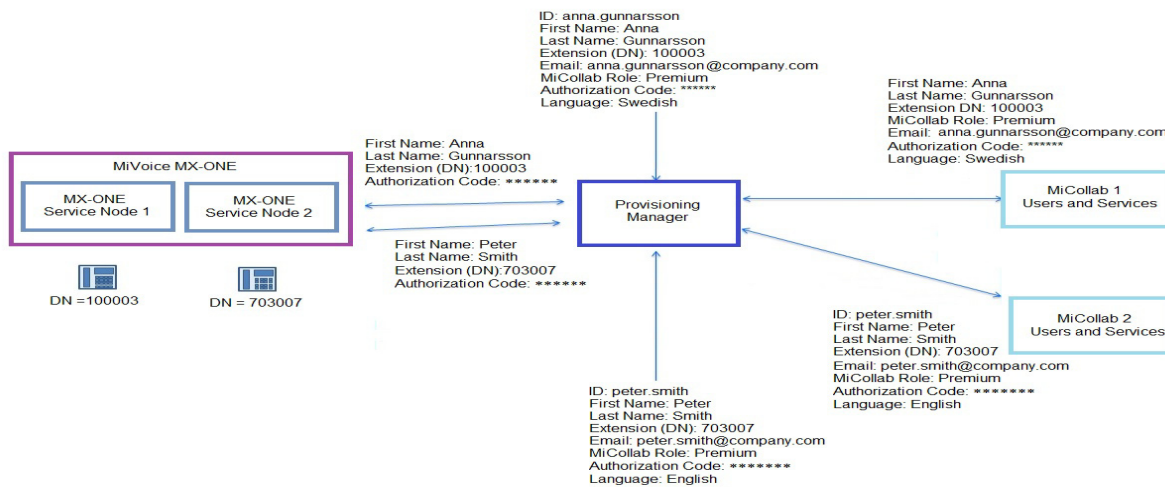 ID: anna.gunnarsson
First Name: Anna
Last Name: Gunnarsson
Extension (DN): 100003
Email: anna.gunnarsson@company.com
MiCollab Role: Premium
Authorization Code: ******
Language: Swedish
First Name: Anna
Last Name: Gunnarsson
Extension DN: 100003
MiCollab Role: Premium
Email: anna.gunnarsson@company.com
Authorization Code: ******
Language: Swedish
First Name: Anna
Last Name: Gunnarsson
Extension (DN):100003
Authorization Code: ******
MiVoice MX-ONE
MX-ONE
Service Node 1
MX-ONE
Service Node 2
Provisioning
Manager
MiCollab 1
Users and Services
First Name: Peter
Last Name: Smith
Extension (DN):703007
Authorization Code: ******
DN =100003
DN = 703007
MiCollab 2
Users and Services
ID: peter.smith
First Name: Peter
Last Name: Smith
Extension (DN): 703007
Email: peter.smith@company.com
MiCollab Role: Premium
Authorization Code: *******
Language: English
ID: peter.smith
First Name: Peter
Last Name: Smith
Extension (DN): 703007
Email: peter.smith@company.com
MiCollab Role: Premium
Authorization Code: *******
Language: English